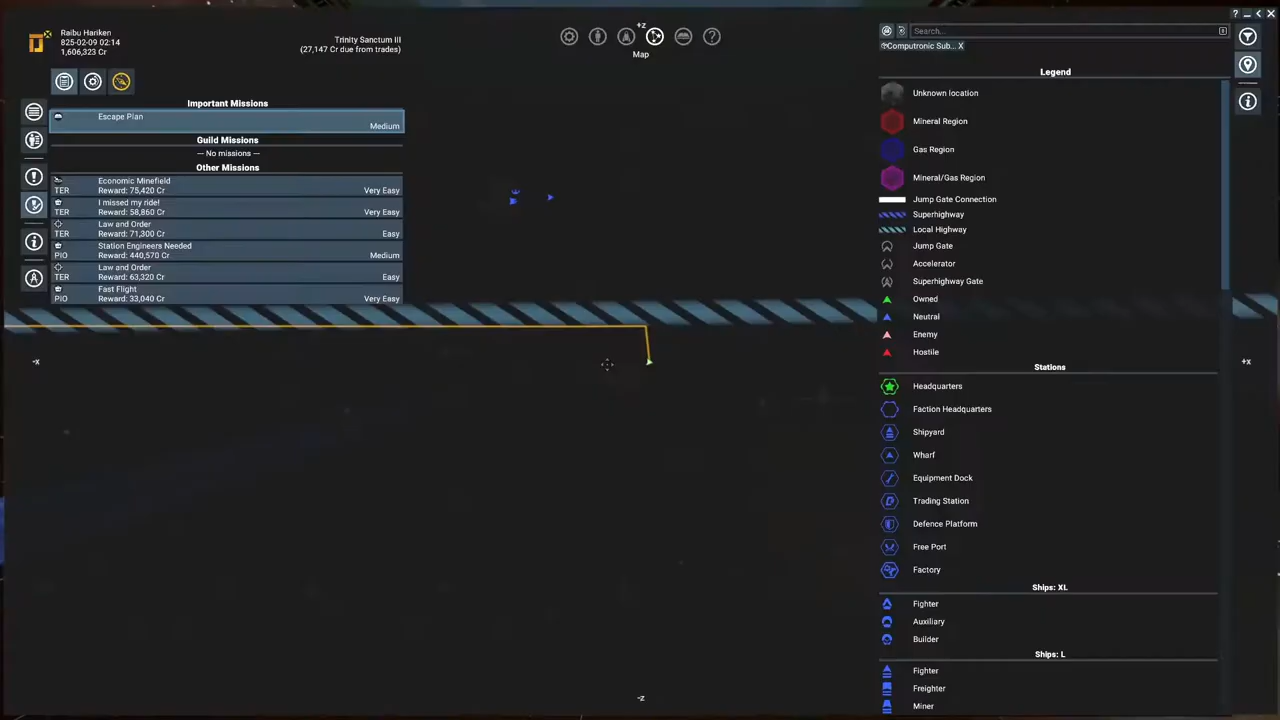 Raibu Hariken
825-02-09 02:14
1,606,323 Cr
Trinity Sanctum III
(27,147 Cr due from trades)
+z
Map
Important Missions
Escape Plan
Medium
Guild Missions
— No missions —
Other Missions
Economic Minefield
TER Reward: 75,420 Cr Very Easy
I missed my ride!
TER Reward: 58,860 Cr Very Easy
Law and Order
TER Reward: 71,300 Cr Easy
Station Engineers Needed
PIO Reward: 440,570 Cr Medium
Law and Order
TER Reward: 63,320 Cr Easy
Fast Flight
PIO Reward: 33,040 Cr Very Easy
-x
+x
-z
Search...
Computronic Sub... X
Legend
Unknown location
Mineral Region
Gas Region
Mineral/Gas Region
Jump Gate Connection
Superhighway
Local Highway
Jump Gate
Accelerator
Superhighway Gate
Owned
Neutral
Enemy
Hostile
Stations
Headquarters
Faction Headquarters
Shipyard
Wharf
Equipment Dock
Trading Station
Defence Platform
Free Port
Factory
Ships: XL
Fighter
Auxiliary
Builder
Ships: L
Fighter
Freighter
Miner